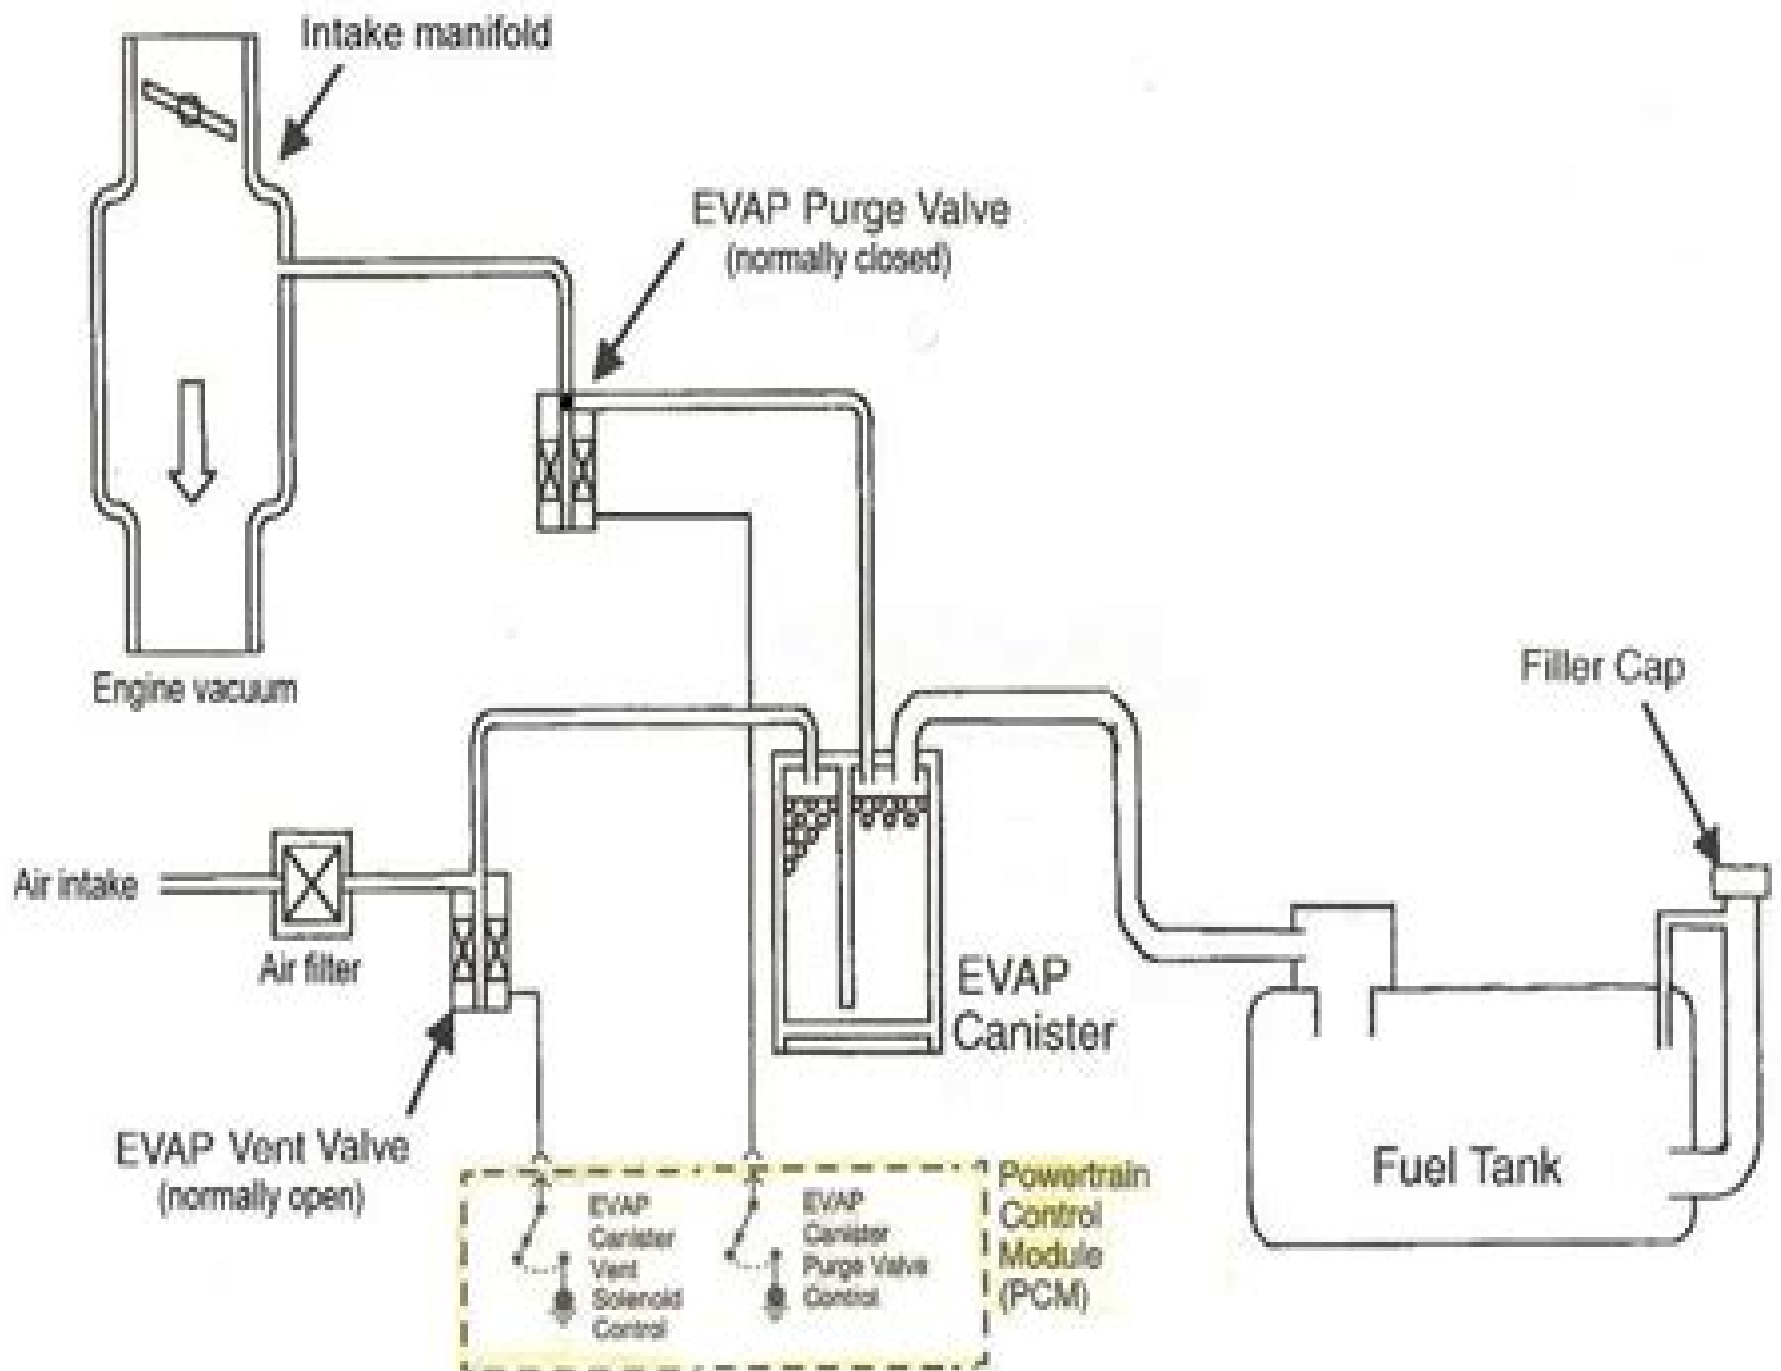 Intake manifold
EVAP Purge Valve
(normally closed)
Engine vacuum
Filler Cap
Air intake
Air filter
EVAP
Canister
EVAP Vent Valve
(normally open)
Fuel Tank
EVAP
Canister
Vent
Solenoid
Control
EVAP
Canister
Purge Valve
Control
Powertrain
Control
Module
(PCM)